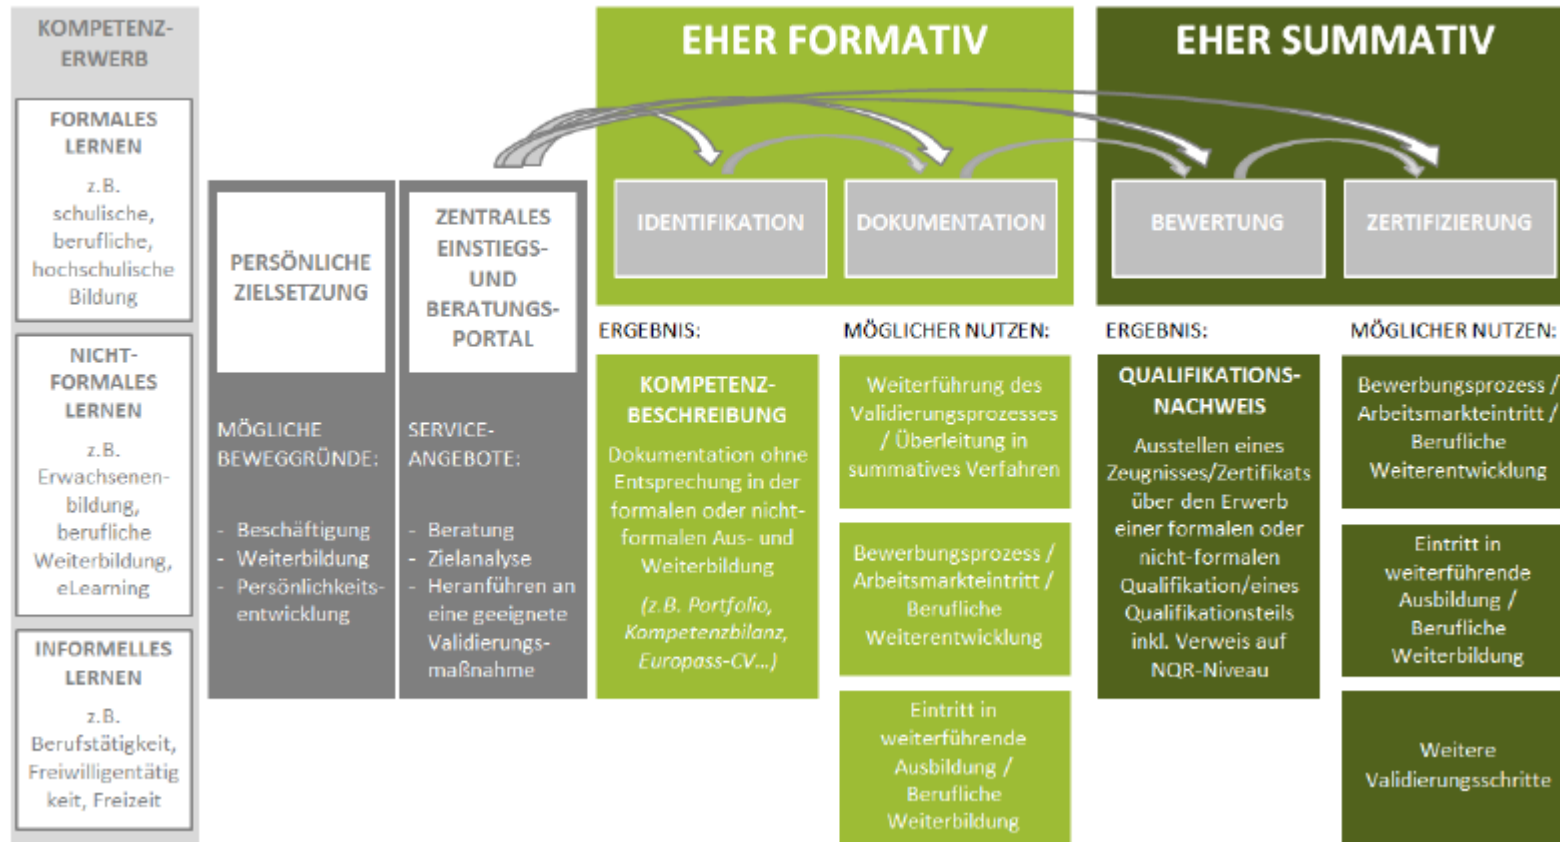 KOMPETENZ-
ERWERB
FORMALES
LERNEN
z.B.
schulische,
berufliche,
hochschulische
Bildung
NICHT-
FORMALES
LERNEN
z.B.
Erwachsenen-
bildung,
berufliche
Weiterbildung,
eLearning
INFORMELLES
LERNEN
z.B.
Berufstätigkeit,
Freiwilligentätig
keit, Freizeit
PERSÖNLICHE
ZIELSETZUNG
MÖGLICHE
BEWEGGRÜNDE:
- Beschäftigung
- Weiterbildung
- Persönlichkeits-
entwicklung
ZENTRALES
EINSTIEGS-
UND
BERATUNGS-
PORTAL
SERVICE-
ANGEBOTE:
- Beratung
- Zielanalyse
- Heranführen an
eine geeignete
Validierungs-
maßnahme
EHER FORMATIV
IDENTIFIKATION
DOKUMENTATION
ERGEBNIS:
KOMPETENZ-
BESCHREIBUNG
Dokumentation ohne
Entsprechung in der
formalen oder nicht-
formalen Aus- und
Weiterbildung
(z.B. Portfolio,
Kompetenzbilanz,
Europass-CV...)
MÖGLICHER NUTZEN:
Weiterführung des
Validierungsprozesses
/ Überleitung in
summatives Verfahren
Bewerbungsprozess /
Arbeitsmarkteintritt /
Berufliche
Weiterentwicklung
Eintritt in
weiterführende
Ausbildung /
Berufliche
Weiterbildung
EHER SUMMATIV
BEWERTUNG
ZERTIFIZIERUNG
ERGEBNIS:
QUALIFIKATIONS-
NACHWEIS
Ausstellen eines
Zeugnisses/Zertifikats
über den Erwerb
einer formalen oder
nicht-formalen
Qualifikation/eines
Qualifikationsteils
inkl. Verweis auf
NQR-Niveau
MÖGLICHER NUTZEN:
Bewerbungsprozess /
Arbeitsmarkteintritt /
Berufliche
Weiterentwicklung
Eintritt in
weiterführende
Ausbildung /
Berufliche
Weiterbildung
Weitere
Validierungsschritte